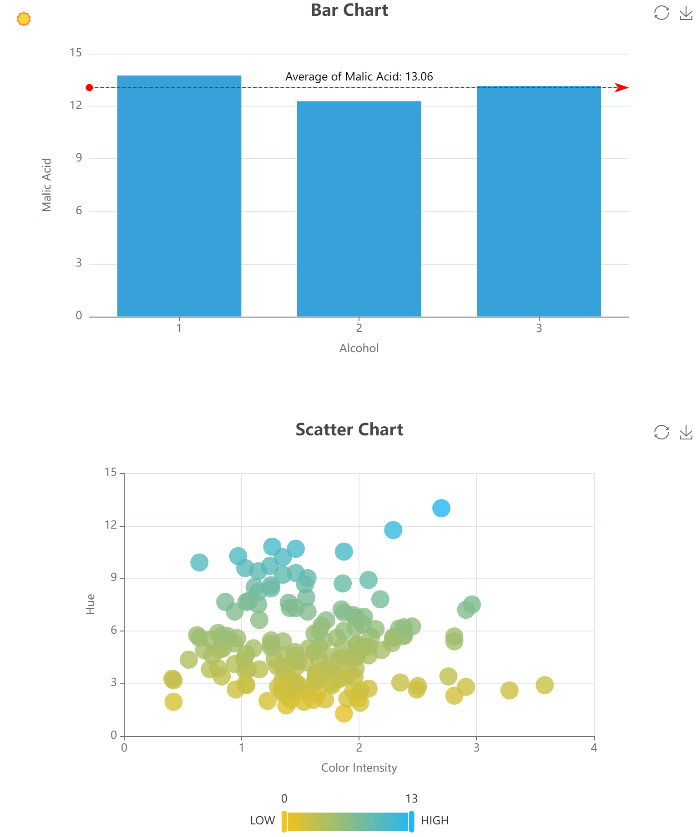 Bar Chart
15
Average of Malic Acid: 13.06
12
9
Malic Acid
6
3
0
1 2 3
Alcohol
Scatter Chart
15
12
9
Hue
6
3
0
0 1 2 3 4
Color Intensity
0 13
LOW HIGH